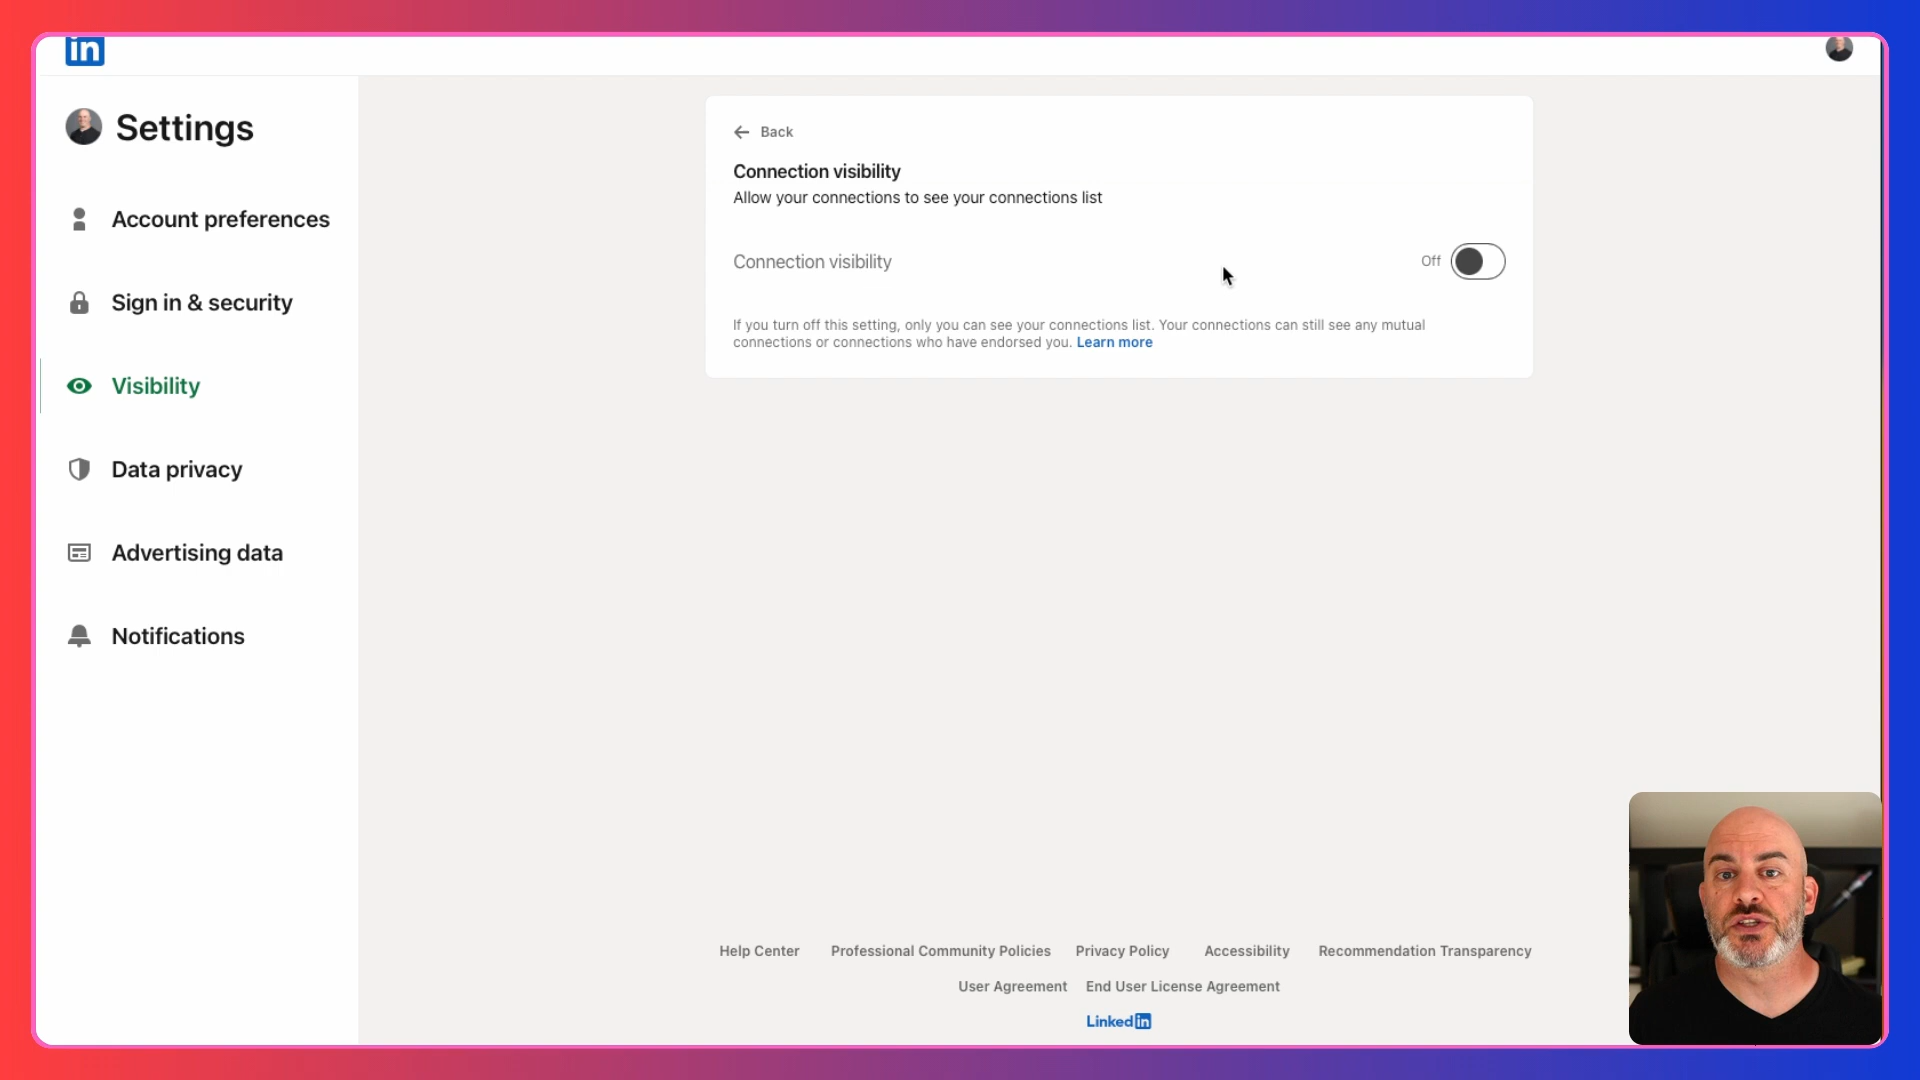 in
Settings
Account preferences
Sign in & security
Visibility
Data privacy
Advertising data
Notifications
Back
Connection visibility
Allow your connections to see your connections list
Connection visibility
Off
If you turn off this setting, only you can see your connections list. Your connections can still see any mutual
connections or connections who have endorsed you. Learn more
Help Center Professional Community Policies Privacy Policy Accessibility Recommendation Transparency
User Agreement End User License Agreement
Linkedin